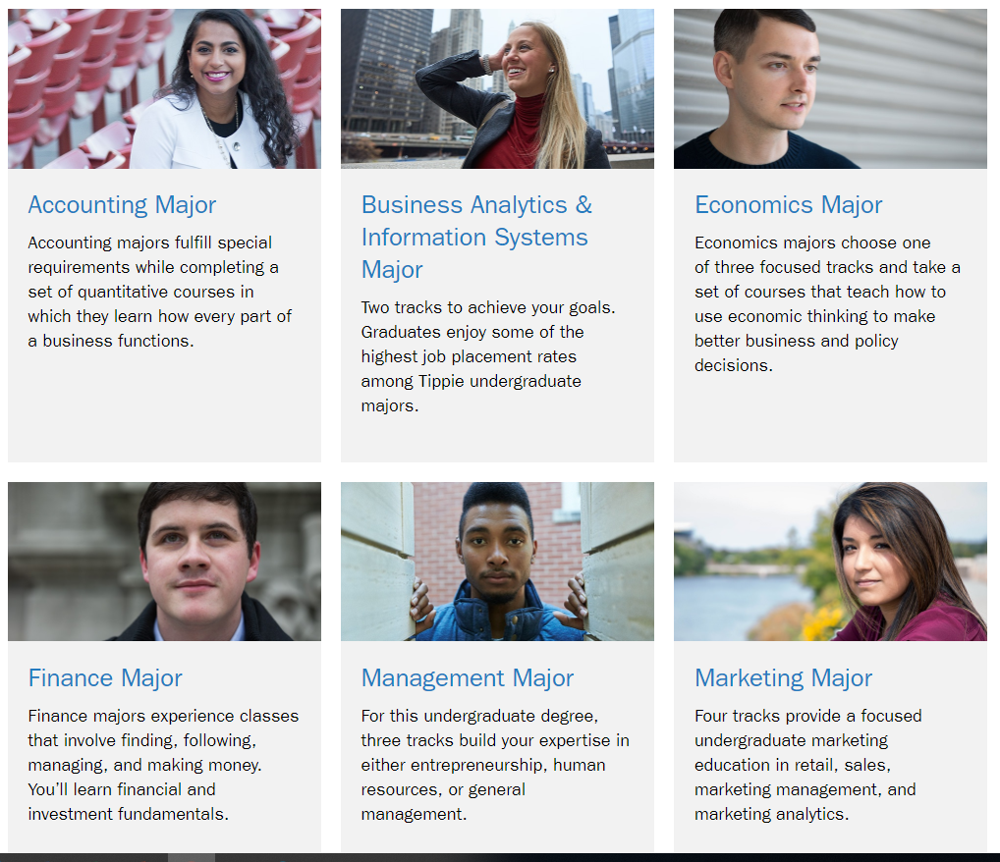 Accounting Major
Accounting majors fulfill special
requirements while completing a
set of quantitative courses in
which they learn how every part of
a business functions.
Business Analytics &
Information Systems
Major
Two tracks to achieve your goals.
Graduates enjoy some of the
highest job placement rates
among Tippie undergraduate
majors.
Economics Major
Economics majors choose one
of three focused tracks and take a
set of courses that teach how to
use economic thinking to make
better business and policy
decisions.
Finance Major
Finance majors experience classes
that involve finding, following,
managing, and making money.
You’ll learn financial and
investment fundamentals.
Management Major
For this undergraduate degree,
three tracks build your expertise in
either entrepreneurship, human
resources, or general
management.
Marketing Major
Four tracks provide a focused
undergraduate marketing
education in retail, sales,
marketing management, and
marketing analytics.